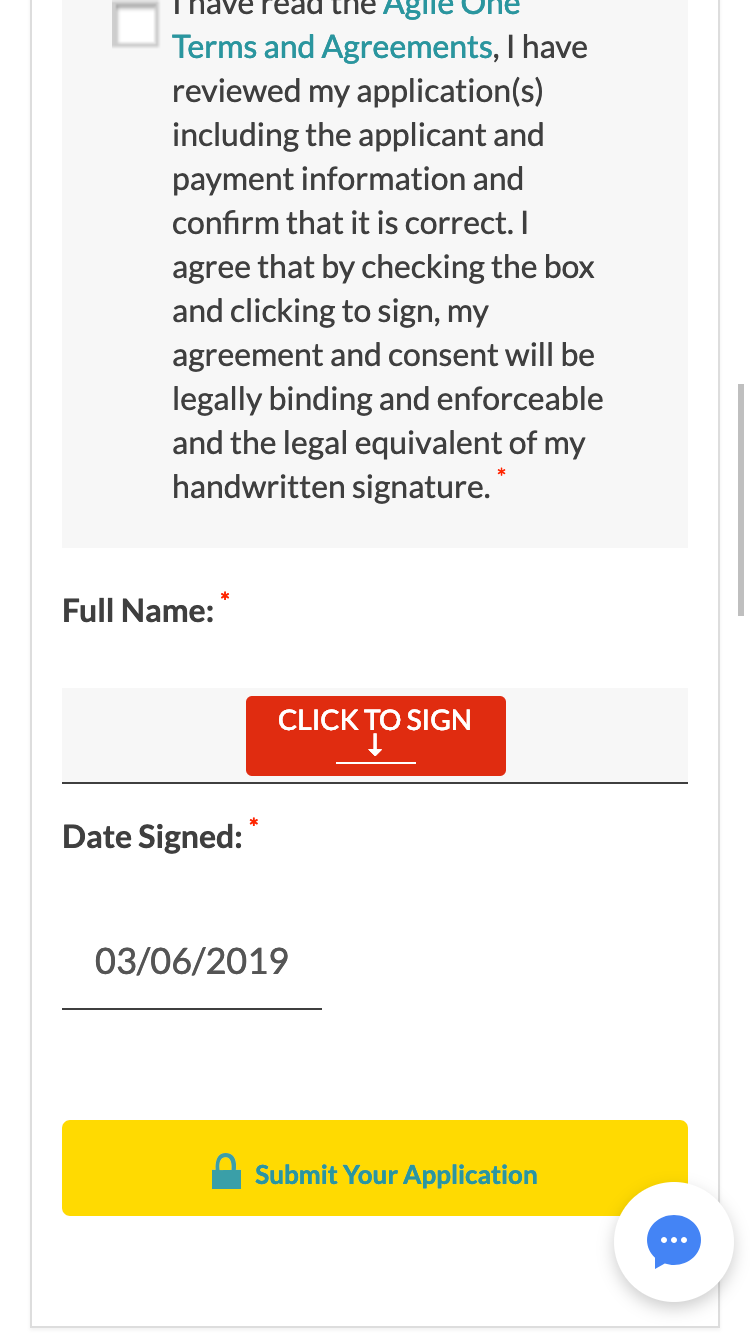 I have read the Agile One
Terms and Agreements, I have
reviewed my application(s)
including the applicant and
payment information and
confirm that it is correct. I
agree that by checking the box
and clicking to sign, my
agreement and consent will be
legally binding and enforceable
and the legal equivalent of my
handwritten signature. *
Full Name: *
CLICK TO SIGN
Date Signed: *
03/06/2019
Submit Your Application